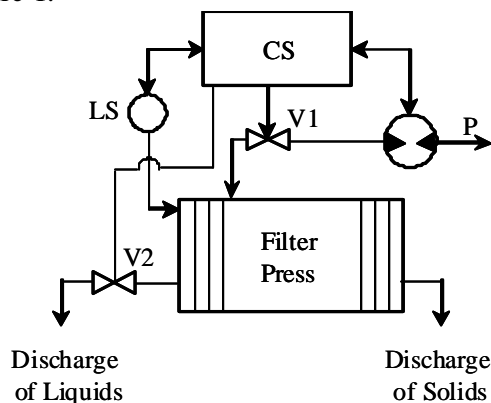 CS
LS
V1
P
Filter
Press
V2
Discharge
of Liquids
Discharge
of Solids